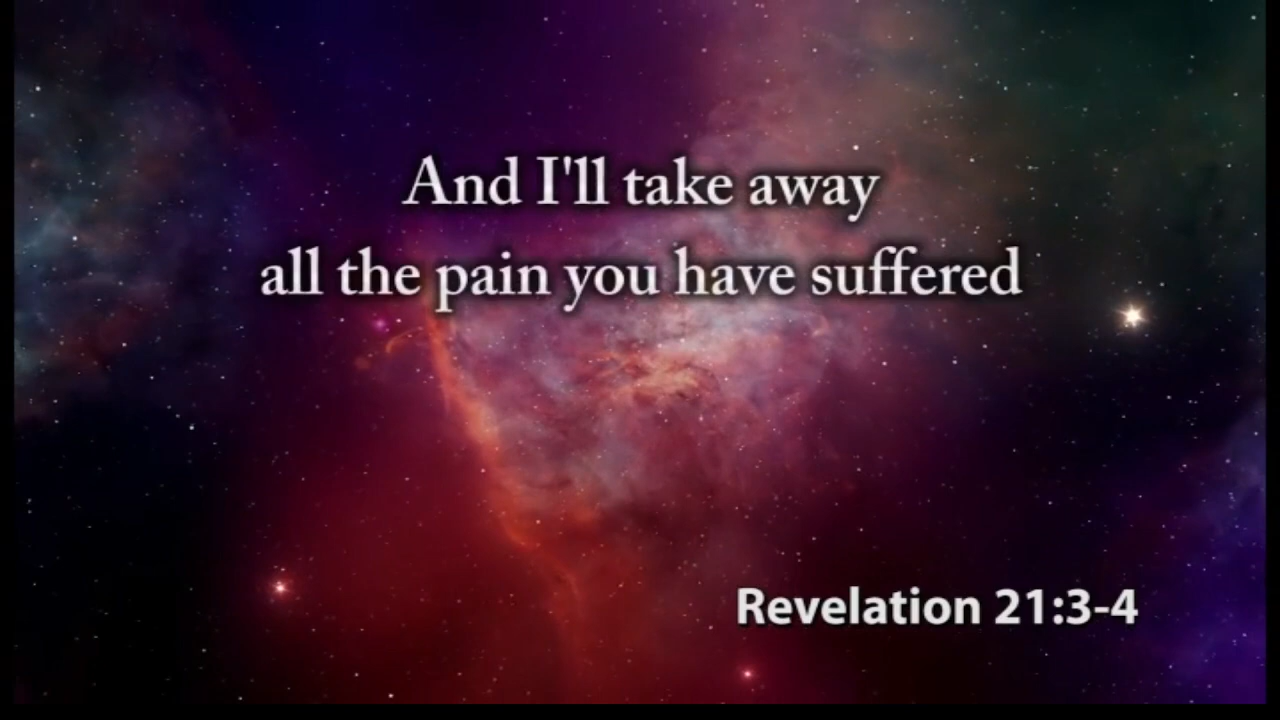 And I'll take away
all the pain you have suffered
Revelation 21:3-4